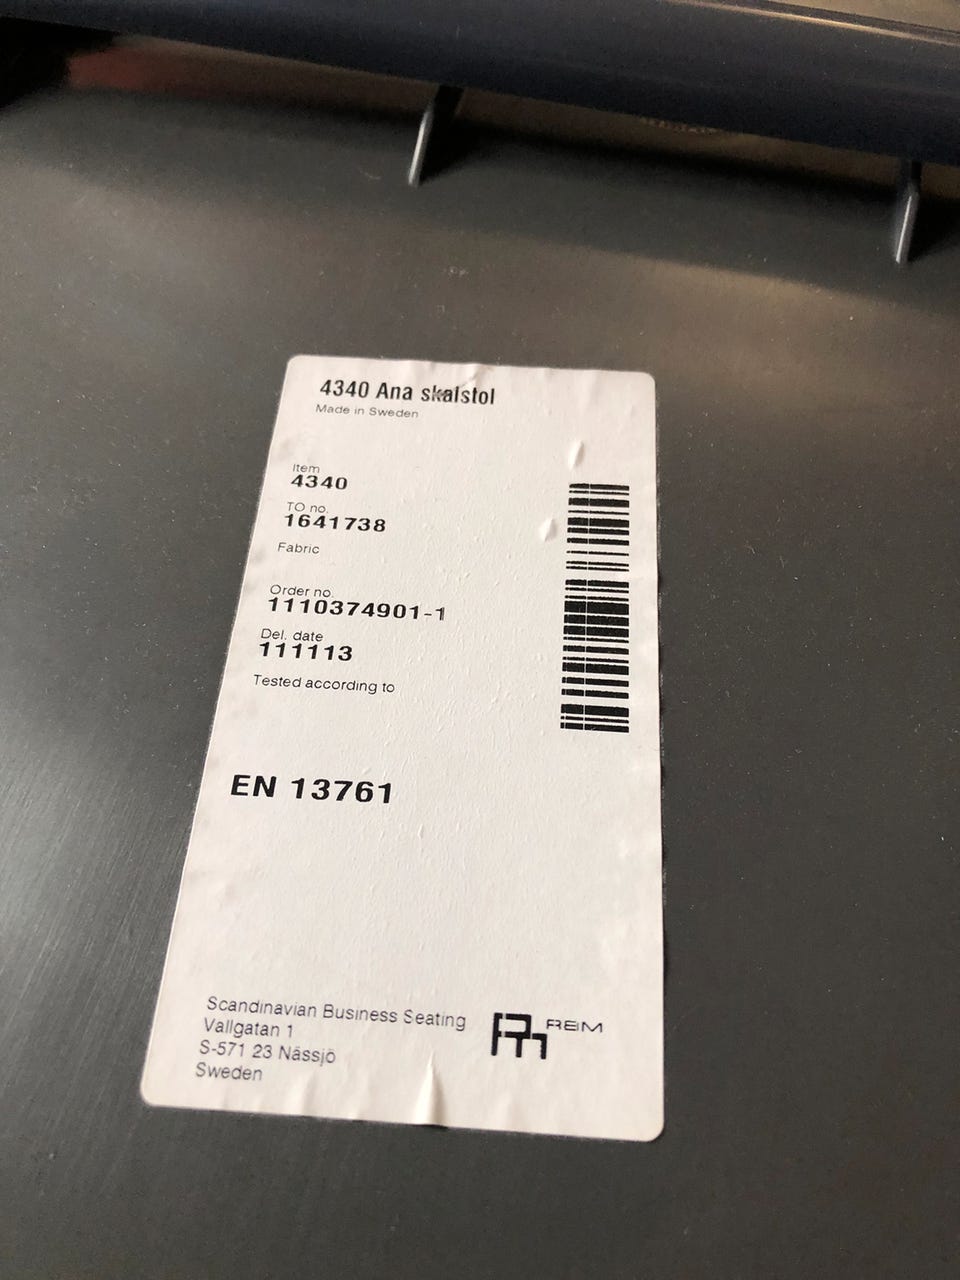 4340 Ana skalstol
Made in Sweden
Item
4340
TO no.
1641738
Fabric
Order no.
1110374901-1
Del. date
111113
Tested according to
EN 13761
Scandinavian Business Seating
Vallgatan 1
S-571 23 Nässjö
Sweden
RBM